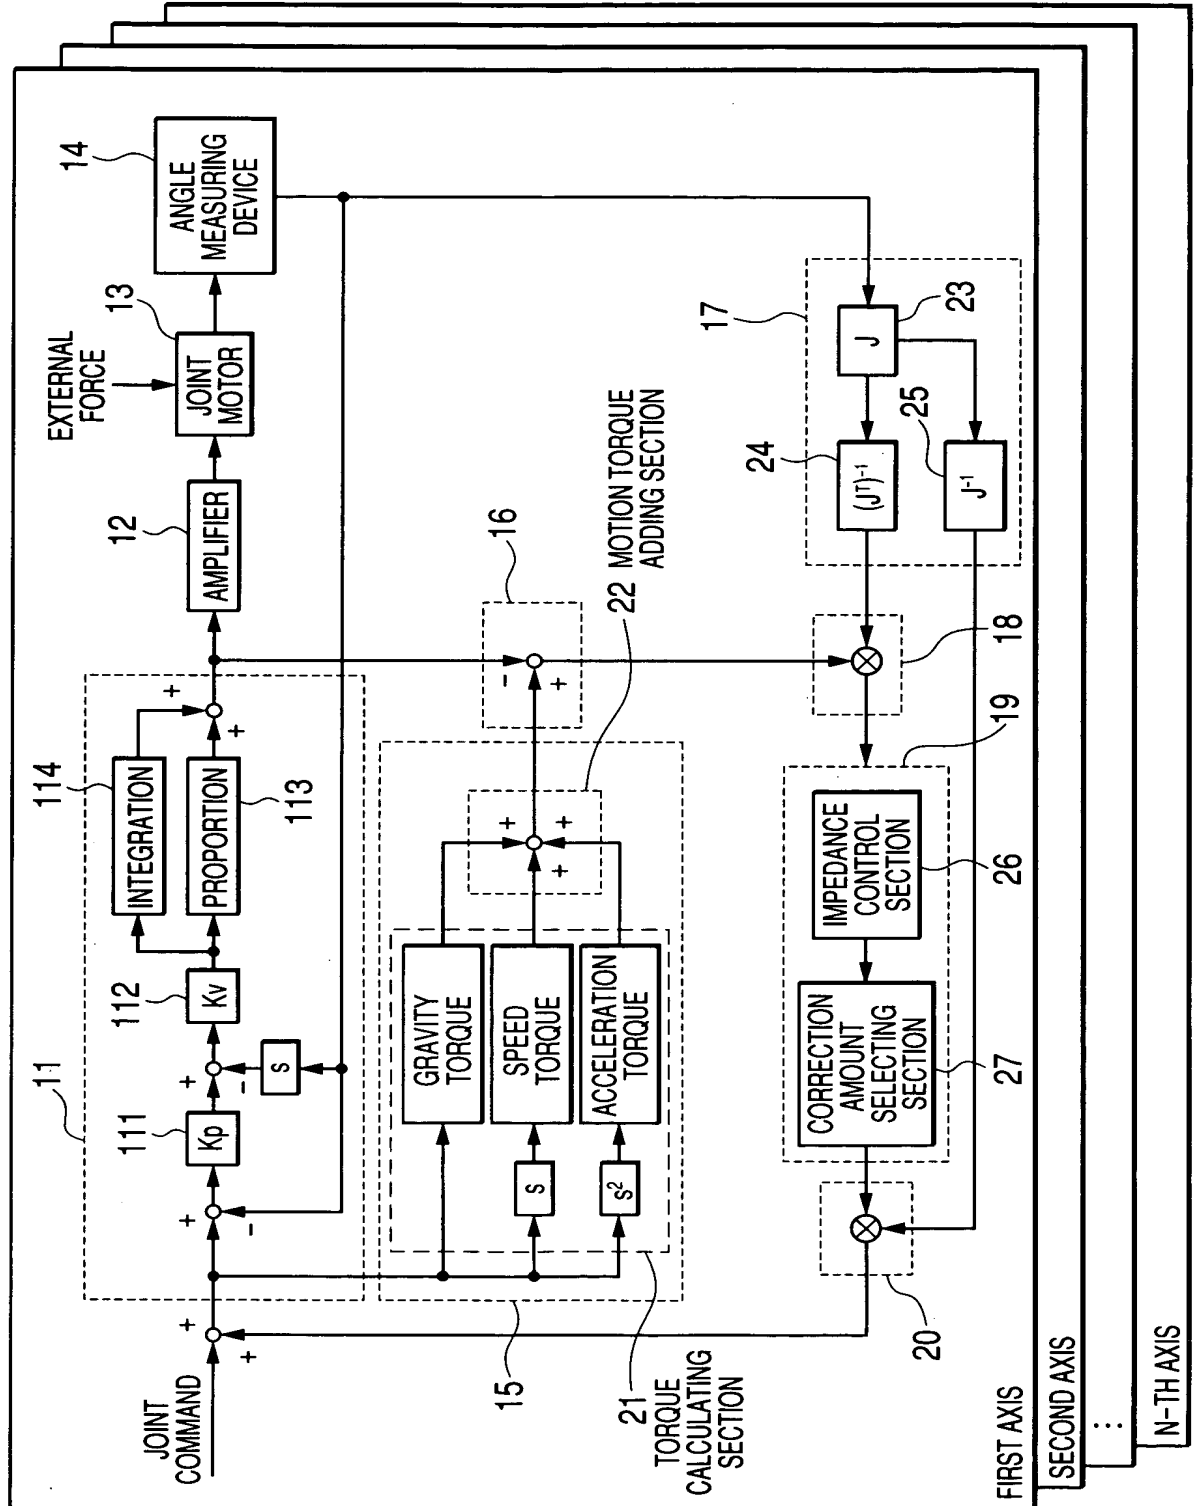 JOINT
COMMAND
+
+
11
+
-
111
Kp
+
-
s
112
Kv
114
INTEGRATION
PROPORTION
113
+
+
12
AMPLIFIER
EXTERNAL
FORCE
13
JOINT
MOTOR
14
ANGLE
MEASURING
DEVICE
15
21
TORQUE
CALCULATING
SECTION
s
s²
GRAVITY
TORQUE
SPEED
TORQUE
ACCELERATION
TORQUE
+
+
+
22
MOTION TORQUE
ADDING SECTION
16
-
+
17
J
23
24
(Jᵀ)⁻¹
25
J⁻¹
18
19
IMPEDANCE
CONTROL
SECTION
26
CORRECTION
AMOUNT
SELECTING
SECTION
27
20
FIRST AXIS
SECOND AXIS
...
N-TH AXIS